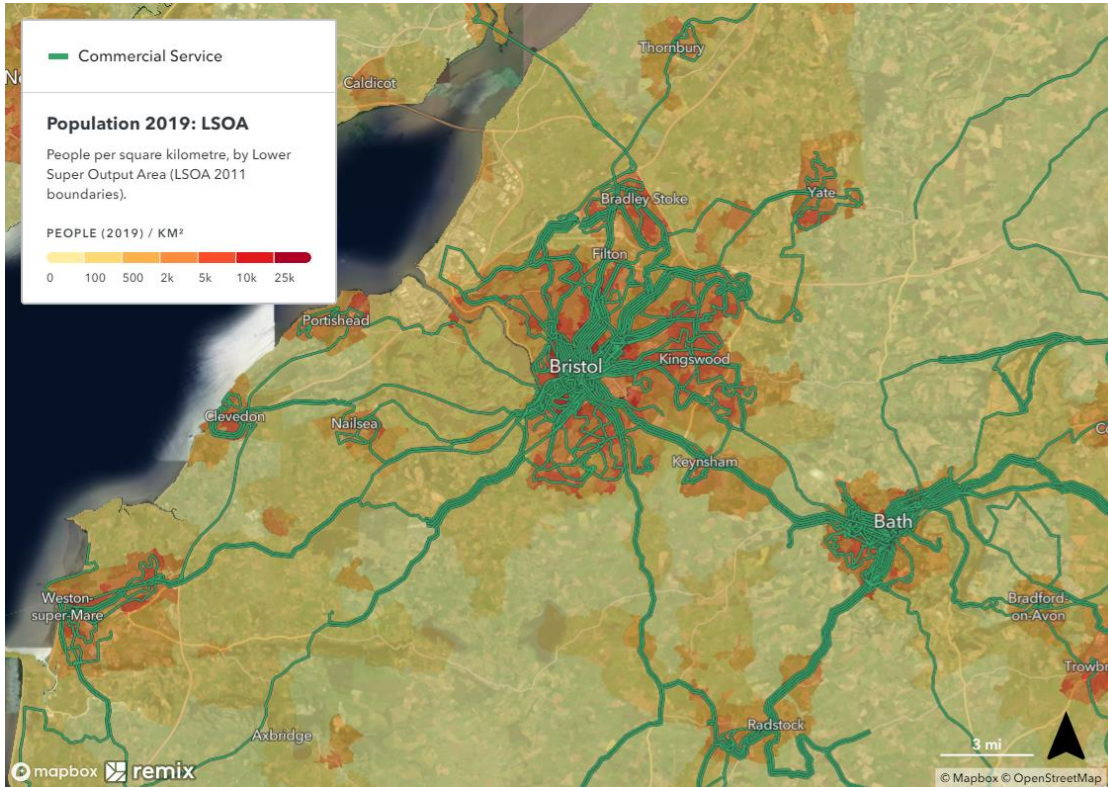 Commercial Service
Population 2019: LSOA
People per square kilometre, by Lower
Super Output Area (LSOA 2011
boundaries).
PEOPLE (2019) / KM²
0 100 500 2k 5k 10k 25k
Thornbury
Caldicot
Yate
Bradley Stoke
Filton
Portishead
Kingswood
Bristol
Clevedon
Nailsea
Keynsham
Bath
Weston-
super-Mare
Bradford-
on-Avon
Trowbr
Radstock
Axbridge
3 mi
mapbox remix
© Mapbox © OpenStreetMap